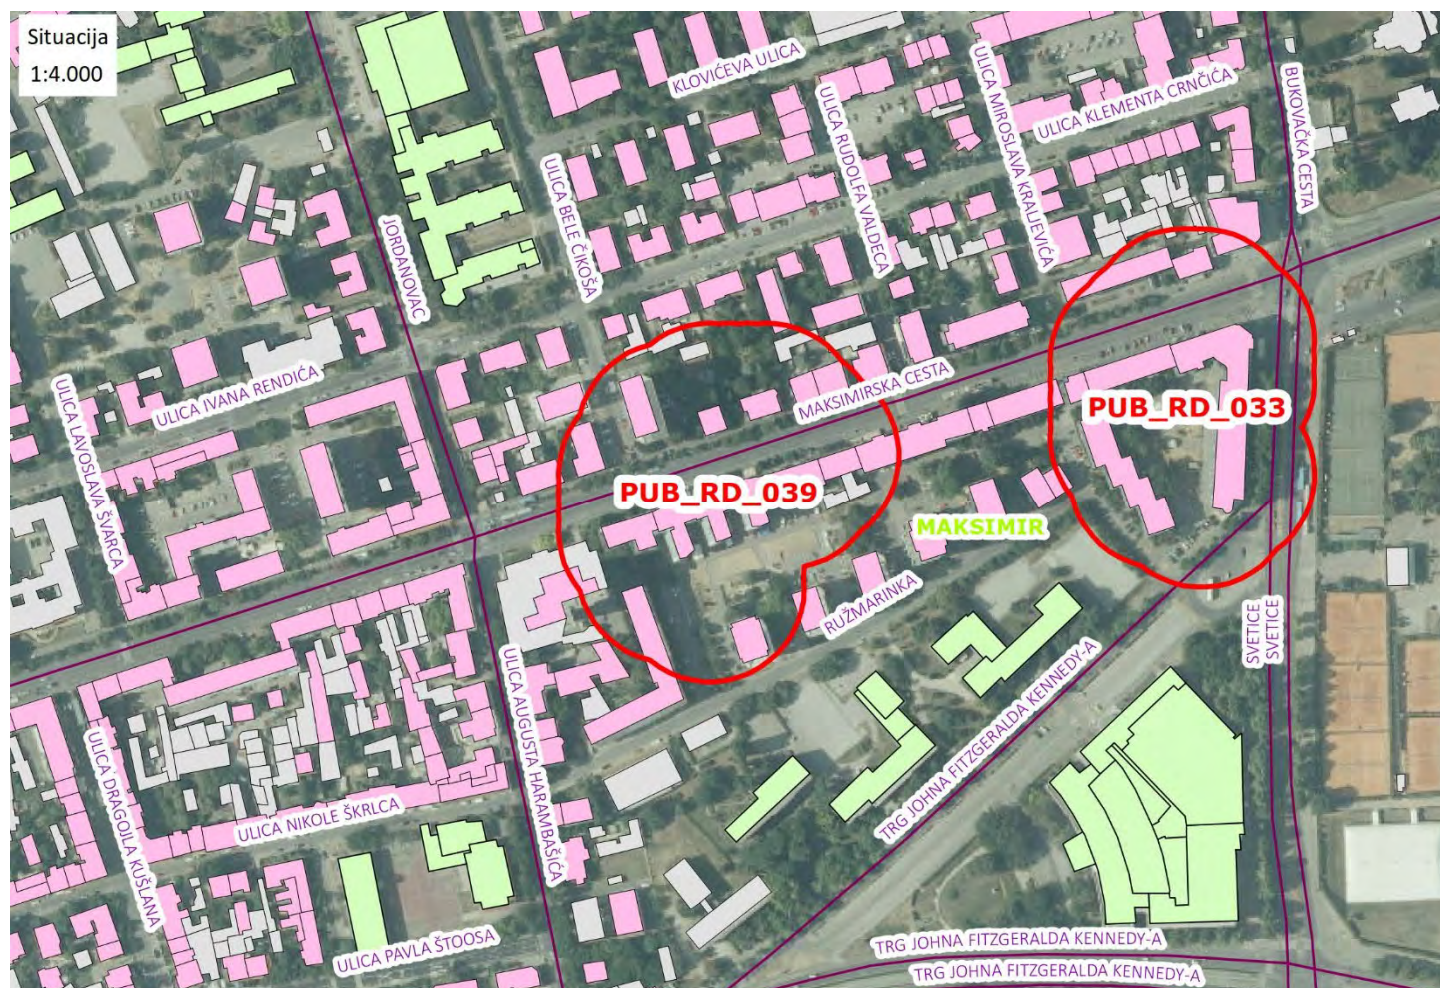 Situacija
1:4.000
KLOVIĆEVA ULICA
ULICA RUDOLFA VALDECA
ULICA MIROSLAVA KRALJEVIĆA
ULICA KLEMENTA CRNČIĆA
BUKOVAČKA CESTA
ULICA BELE ČIKOŠA
JORDANOVAC
ULICA IVANA RENDIĆA
ULICA LAVOSLAVA ŠVARCA
MAKSIMIRSKA CESTA
PUB_RD_033
PUB_RD_039
MAKSIMIR
RUŽMARINKA
SVETICE
SVETICE
ULICA AUGUSTA HARAMBAŠIĆA
TRG JOHNA FITZGERALDA KENNEDY-A
ULICA DRAGOJLA KUŠLANA
ULICA NIKOLE ŠKRLCA
ULICA PAVLA ŠTOOSA
TRG JOHNA FITZGERALDA KENNEDY-A
TRG JOHNA FITZGERALDA KENNEDY-A